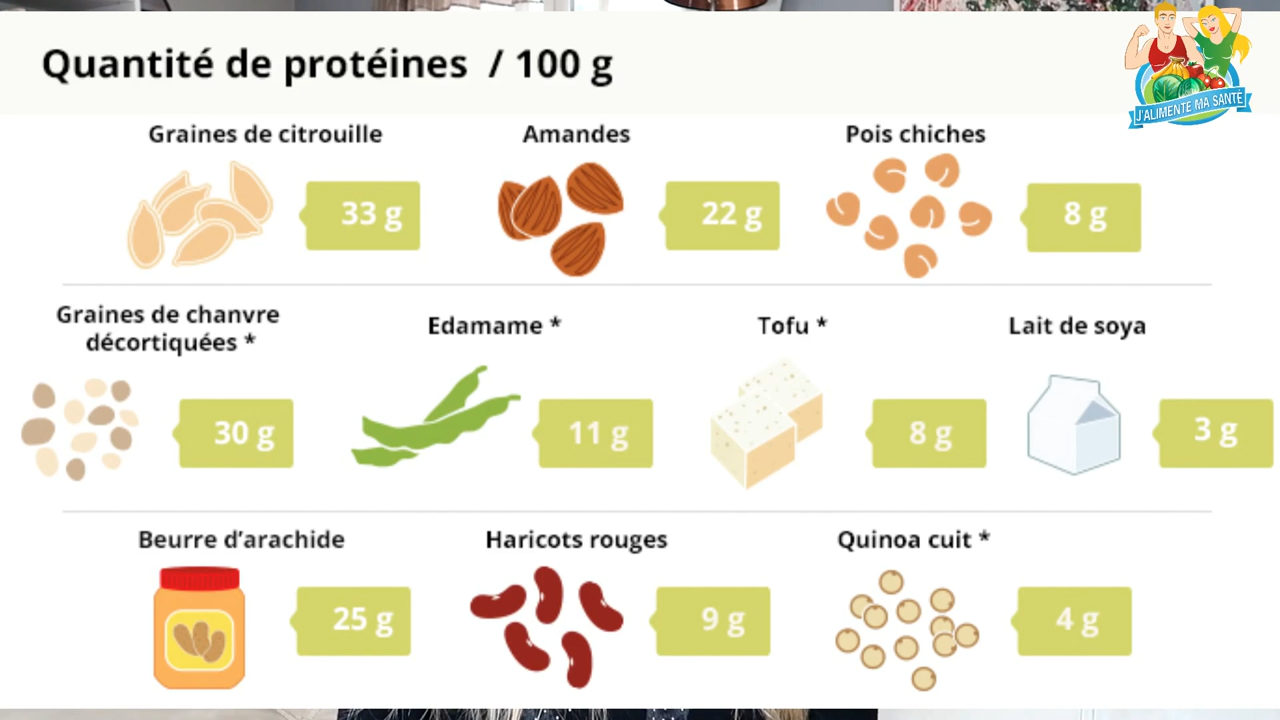 Quantité de protéines / 100 g
J'ALIMENTE MA SANTÉ
Graines de citrouille
33 g
Amandes
22 g
Pois chiches
8 g
Graines de chanvre
décortiquées *
30 g
Edamame *
11 g
Tofu *
8 g
Lait de soya
3 g
Beurre d'arachide
25 g
Haricots rouges
9 g
Quinoa cuit *
4 g